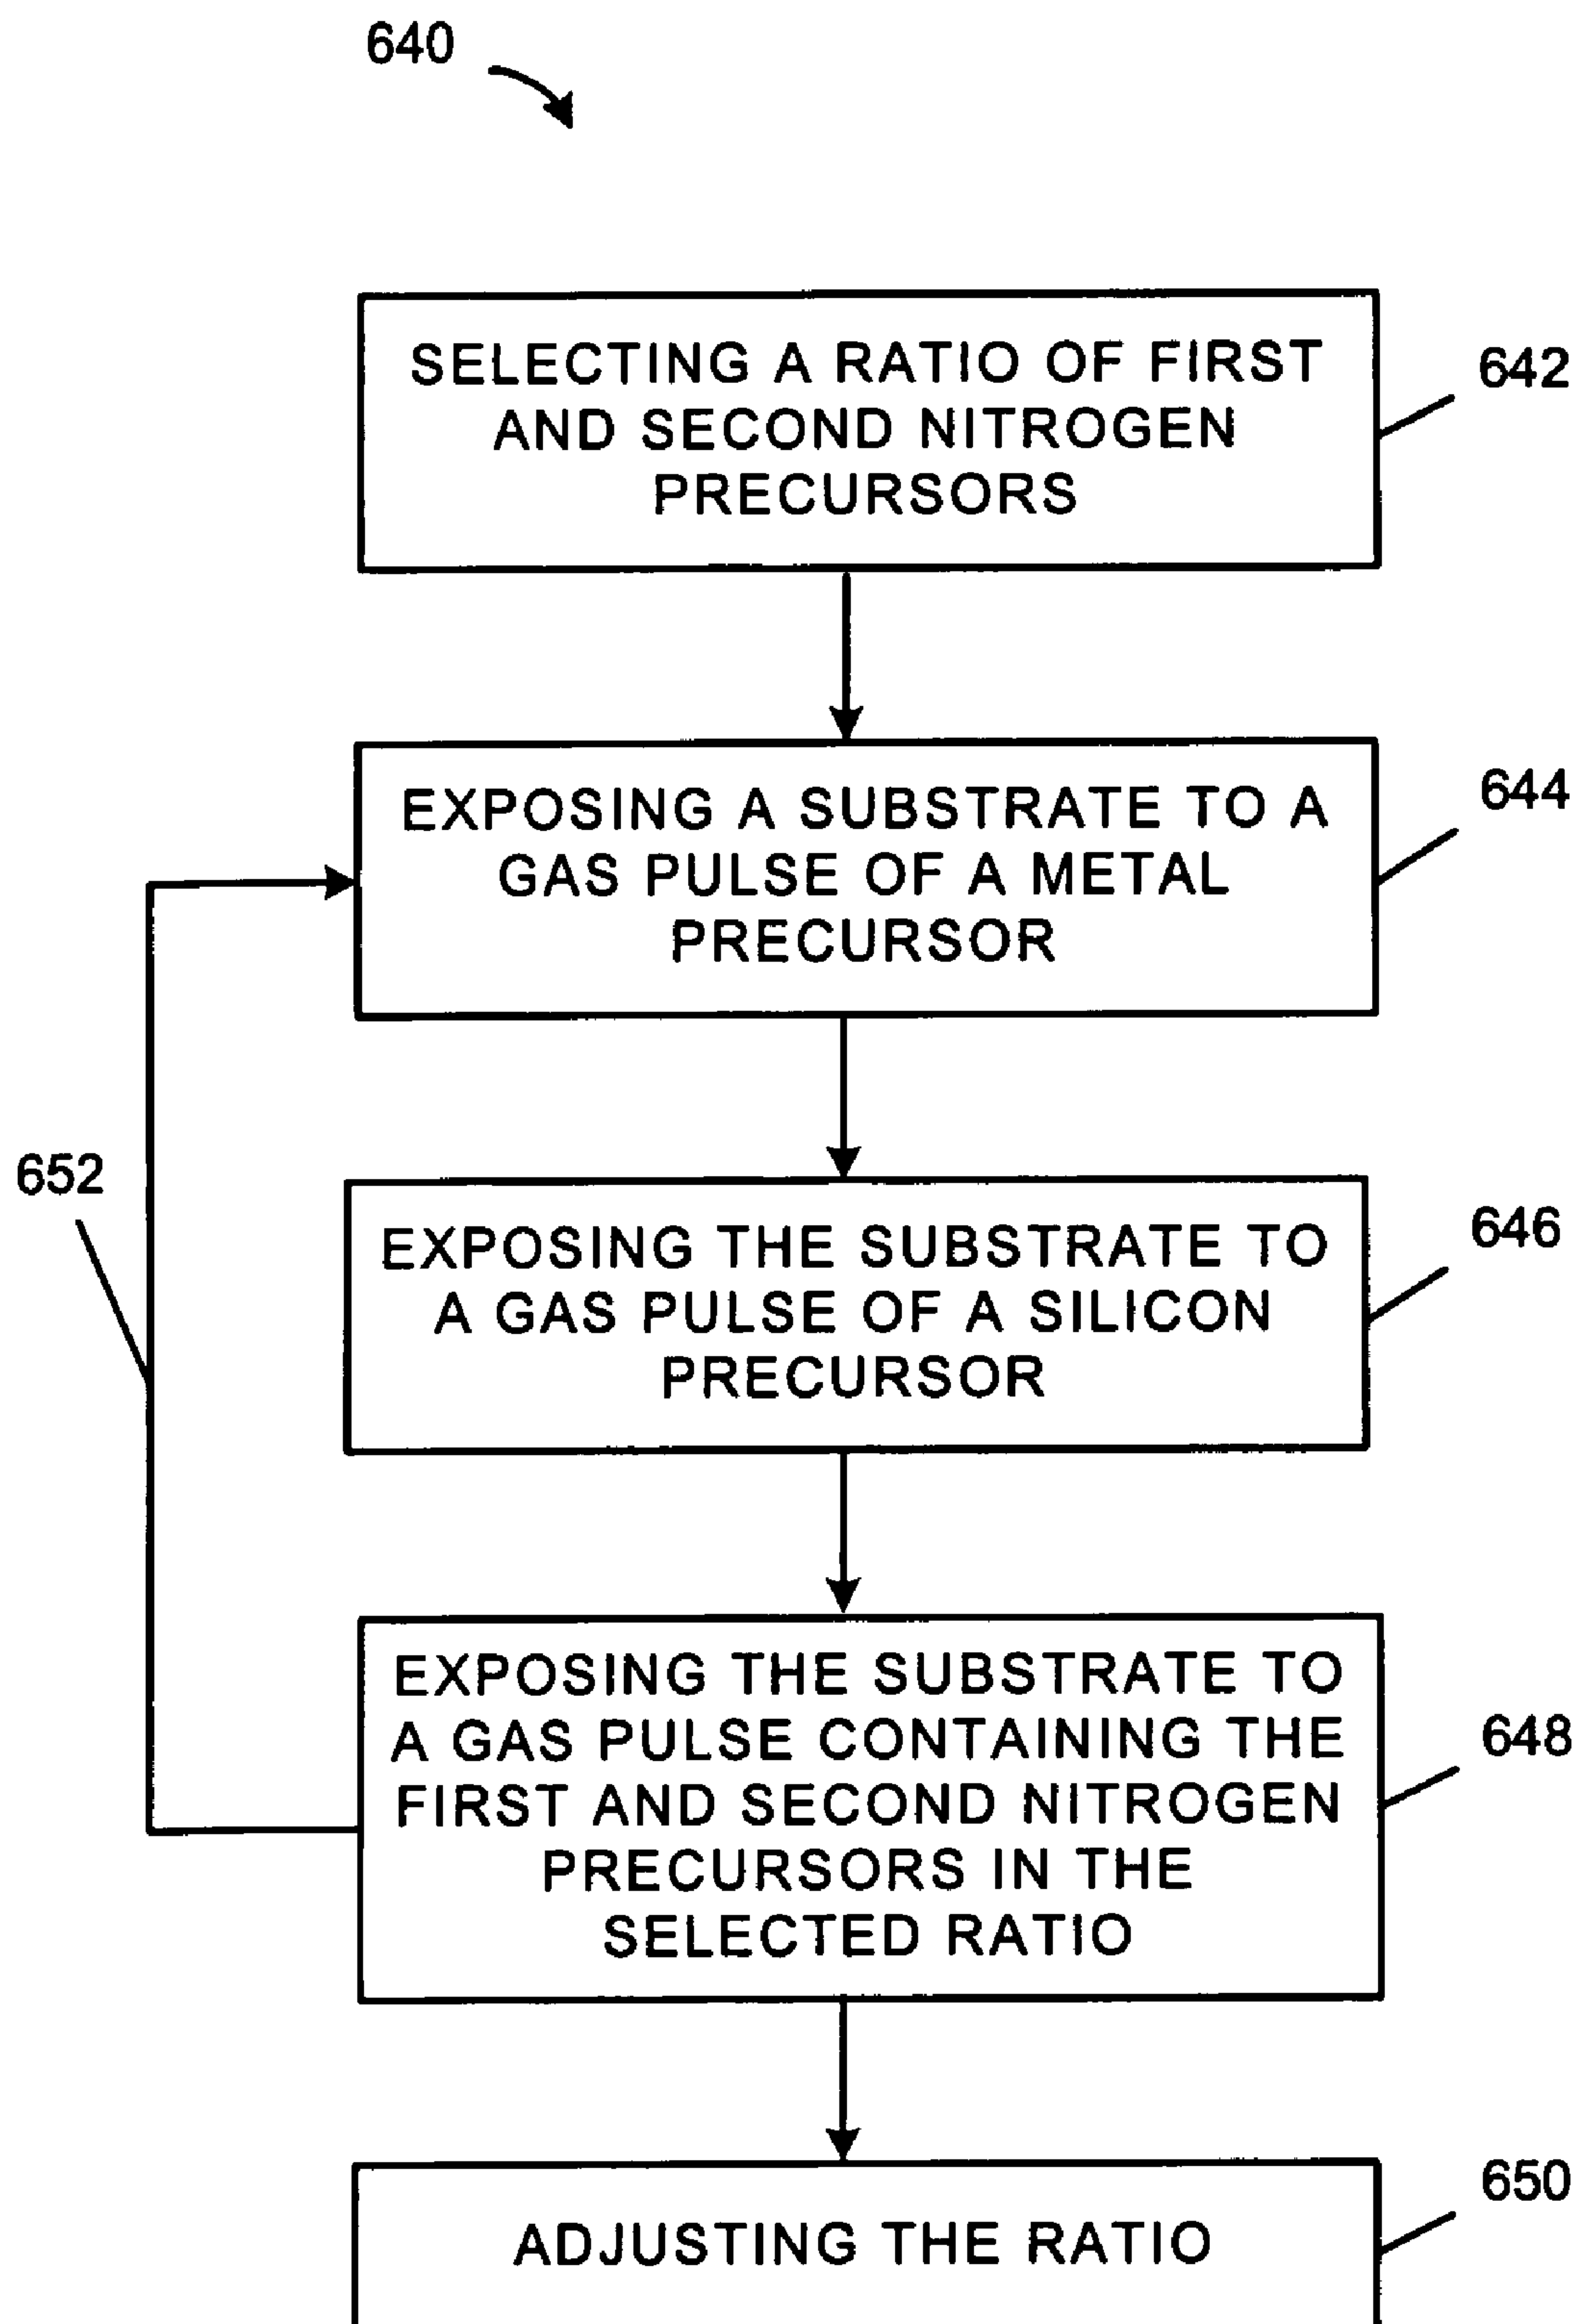 640
SELECTING A RATIO OF FIRST
AND SECOND NITROGEN
PRECURSORS
642
EXPOSING A SUBSTRATE TO A
GAS PULSE OF A METAL
PRECURSOR
644
652
EXPOSING THE SUBSTRATE TO
A GAS PULSE OF A SILICON
PRECURSOR
646
EXPOSING THE SUBSTRATE TO
A GAS PULSE CONTAINING THE
FIRST AND SECOND NITROGEN
PRECURSORS IN THE
SELECTED RATIO
648
ADJUSTING THE RATIO
650